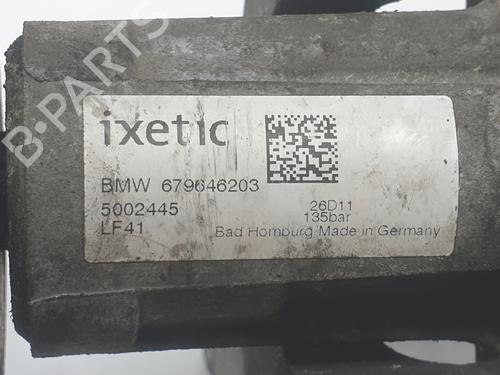 B-PARTS
ixetic
BMW 679646203
5002445
LF41
26D11
135bar
Bad Homburg/Made in Germany